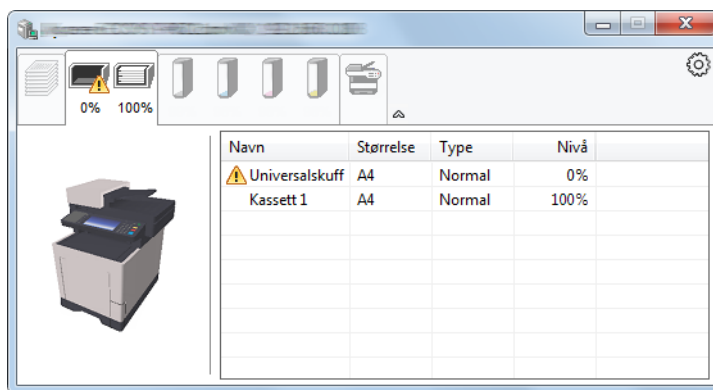 0% 100%
Navn Størrelse Type Nivå
Universalskuff A4 Normal 0%
Kassett 1 A4 Normal 100%